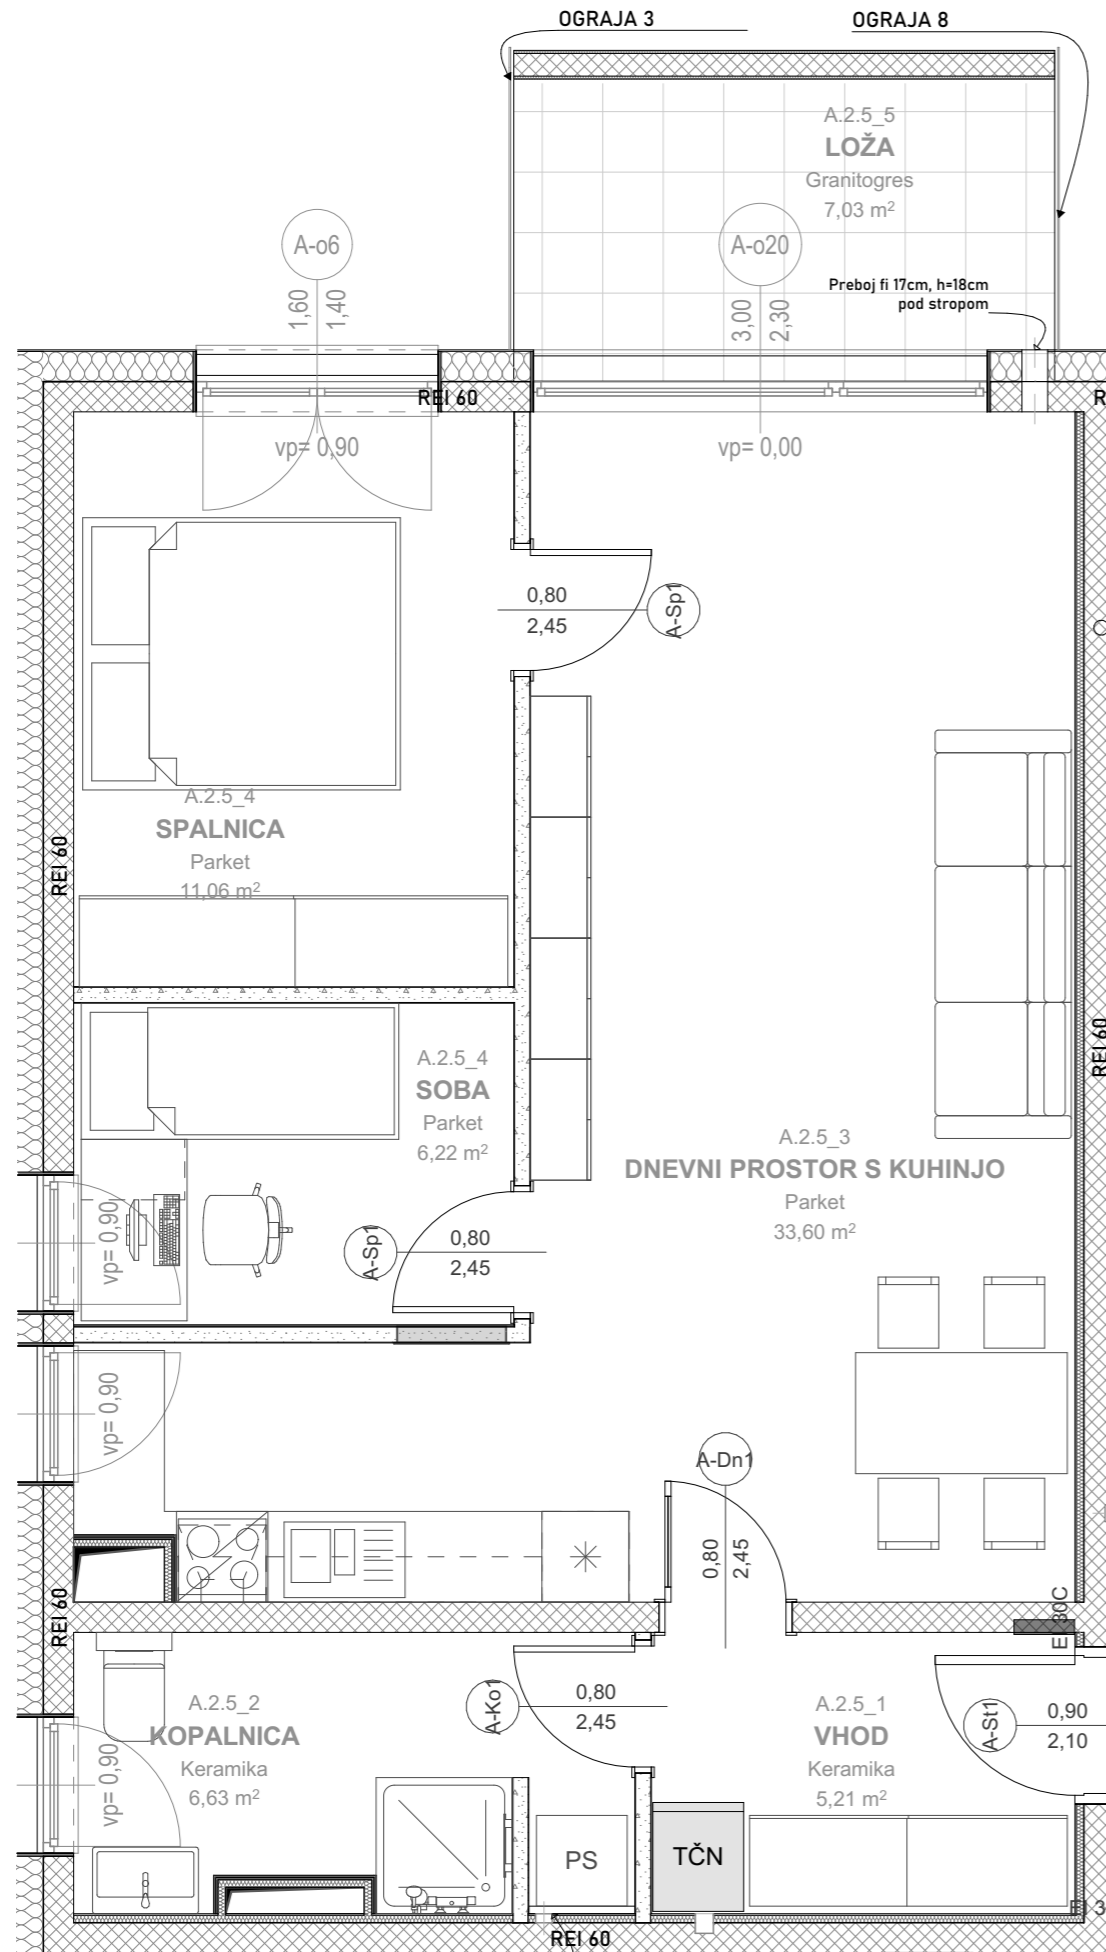 OGRAJA 3
OGRAJA 8
A.2.5_5
LOŽA
Granitogres
7,03 m²
A-o6
1,60
1,40
A-o20
3,00
2,30
Preboj fi 17cm, h=18cm
pod stropom
REI 60
vp= 0,90
vp= 0,00
0,80
2,45
A-Sp1
A.2.5_4
SPALNICA
Parket
11,06 m²
REI 60
REI 60
A.2.5_4
SOBA
Parket
6,22 m²
A.2.5_3
DNEVNI PROSTOR S KUHINJO
Parket
33,60 m²
vp= 0,90
A-Sp1
0,80
2,45
vp= 0,90
A-Dn1
0,80
2,45
REI 60
A.2.5_2
KOPALNICA
Keramika
6,63 m²
vp= 0,90
A-Ko1
0,80
2,45
A.2.5_1
VHOD
Keramika
5,21 m²
A-St1
0,90
2,10
PS
TČN
REI 60